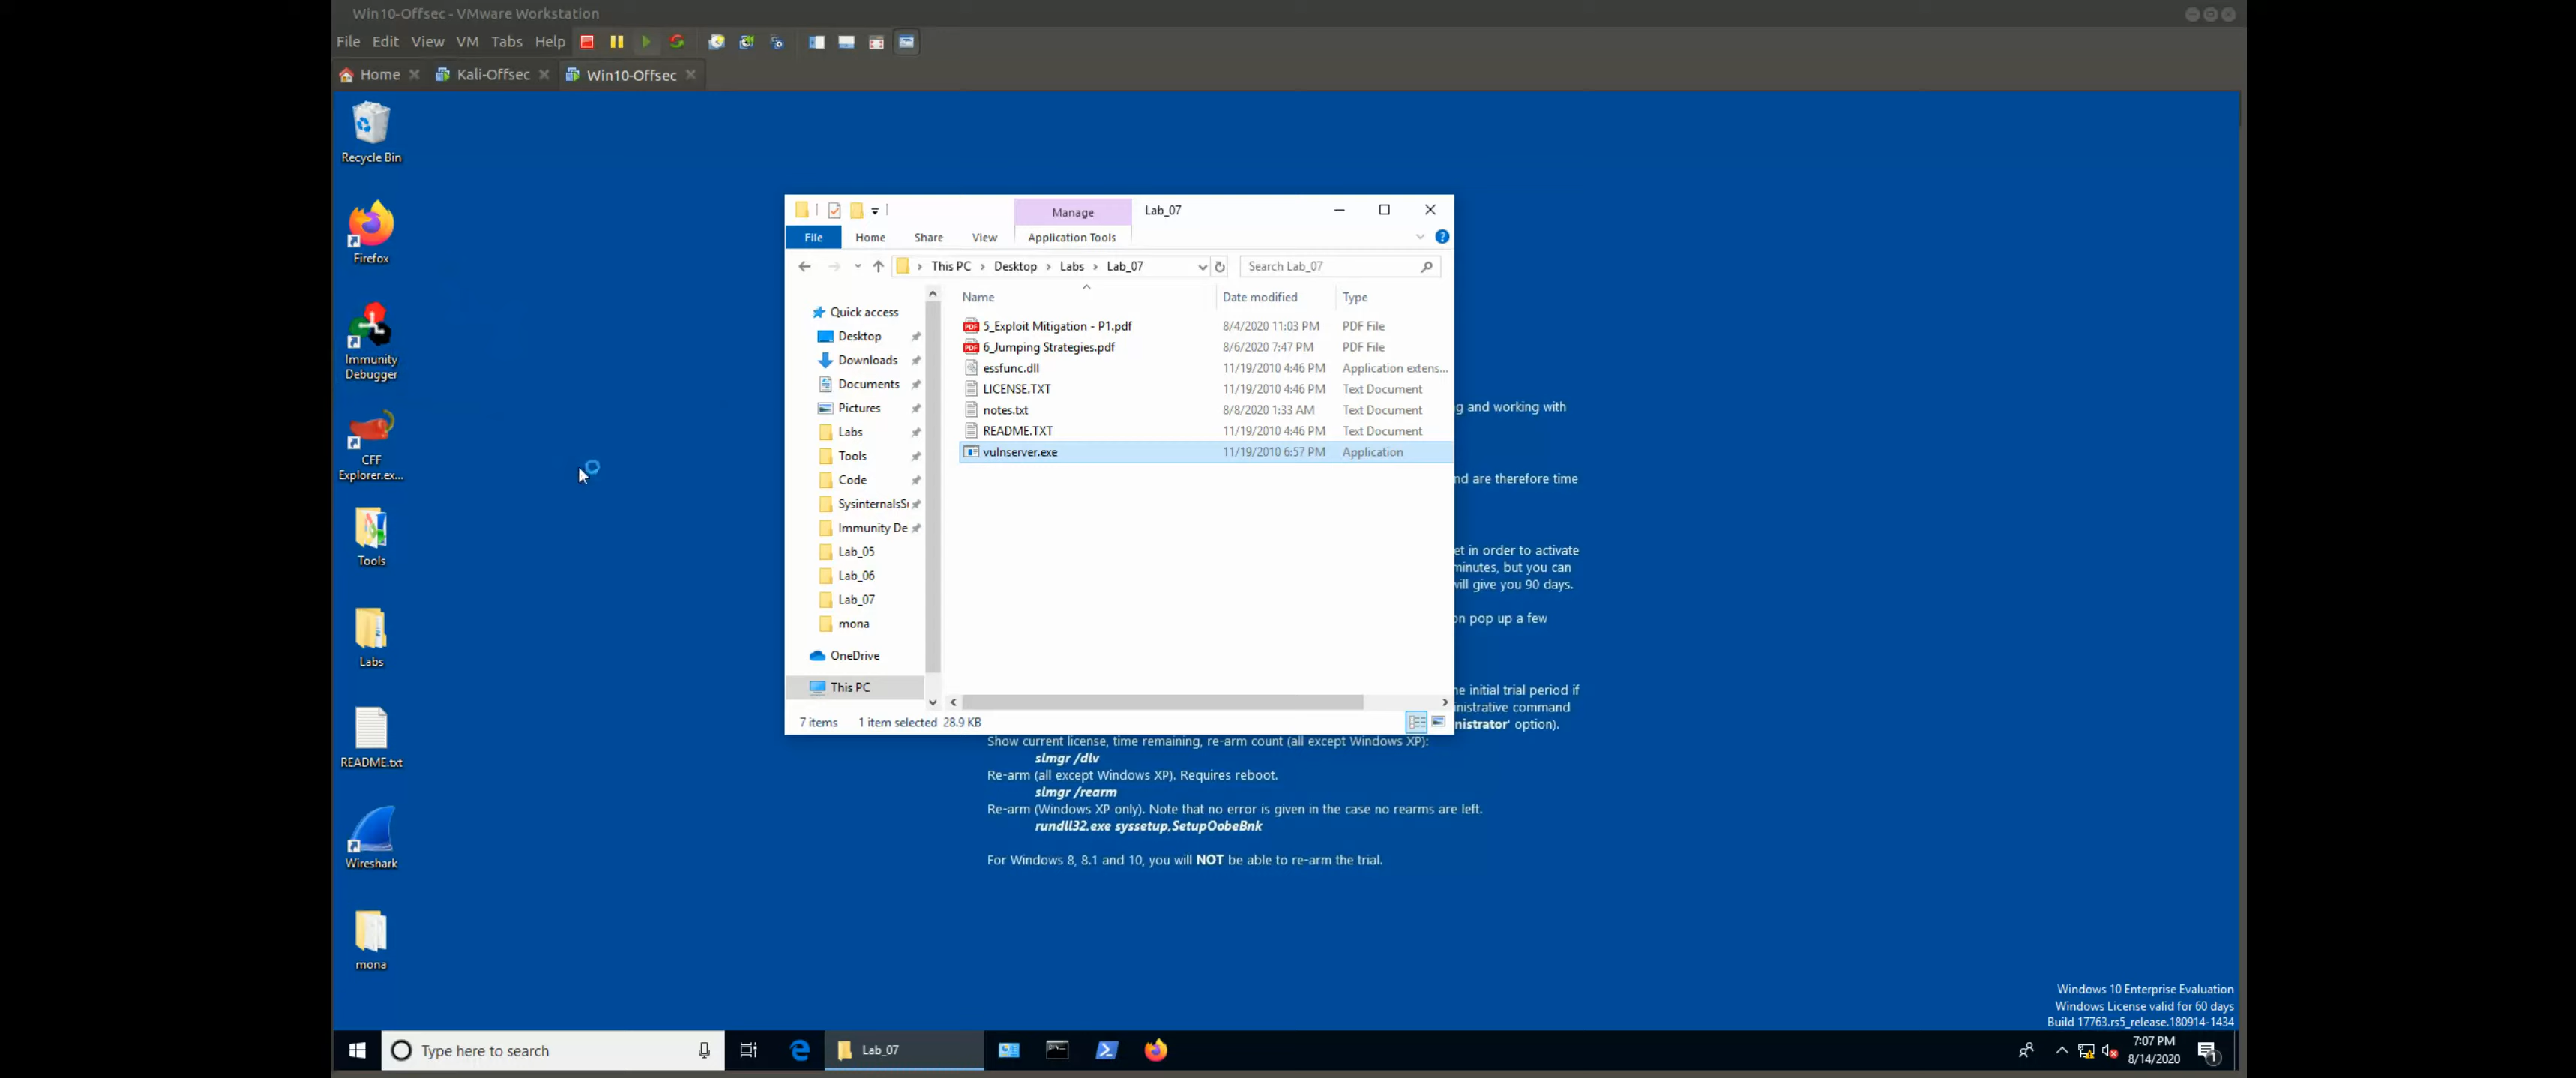 Win10-Offsec - VMware Workstation
File Edit View VM Tabs Help
Home Kali-Offsec Win10-Offsec
Recycle Bin
Firefox
Immunity
Debugger
CFF
Explorer.ex...
Tools
Labs
README.txt
Wireshark
mona
Manage Lab_07
File Home Share View Application Tools
This PC Desktop Labs Lab_07 Search Lab_07
Quick access
Desktop
Downloads
Documents
Pictures
Labs
Tools
Code
SysinternalsS
Immunity De
Lab_05
Lab_06
Lab_07
mona
OneDrive
This PC
Name Date modified Type
5_Exploit Mitigation - P1.pdf 8/4/2020 11:03 PM PDF File
6_Jumping Strategies.pdf 8/6/2020 7:47 PM PDF File
essfunc.dll 11/19/2010 4:46 PM Application extens...
LICENSE.TXT 11/19/2010 4:46 PM Text Document
notes.txt 8/8/2020 1:33 AM Text Document
README.TXT 11/19/2010 4:46 PM Text Document
vulnserver.exe 11/19/2010 6:57 PM Application
7 items 1 item selected 28.9 KB
g and working with
nd are therefore time
et in order to activate
minutes, but you can
will give you 90 days.
on pop up a few
he initial trial period if
inistrative command
nistrator' option).
Show current license, time remaining, re-arm count (all except Windows XP):
slmgr /dlv
Re-arm (all except Windows XP). Requires reboot.
slmgr /rearm
Re-arm (Windows XP only). Note that no error is given in the case no rearms are left.
rundll32.exe syssetup,SetupOobeBnk
For Windows 8, 8.1 and 10, you will NOT be able to re-arm the trial.
Windows 10 Enterprise Evaluation
Windows License valid for 60 days
Build 17763.rs5_release.180914-1434
Type here to search
Lab_07
7:07 PM
8/14/2020
1